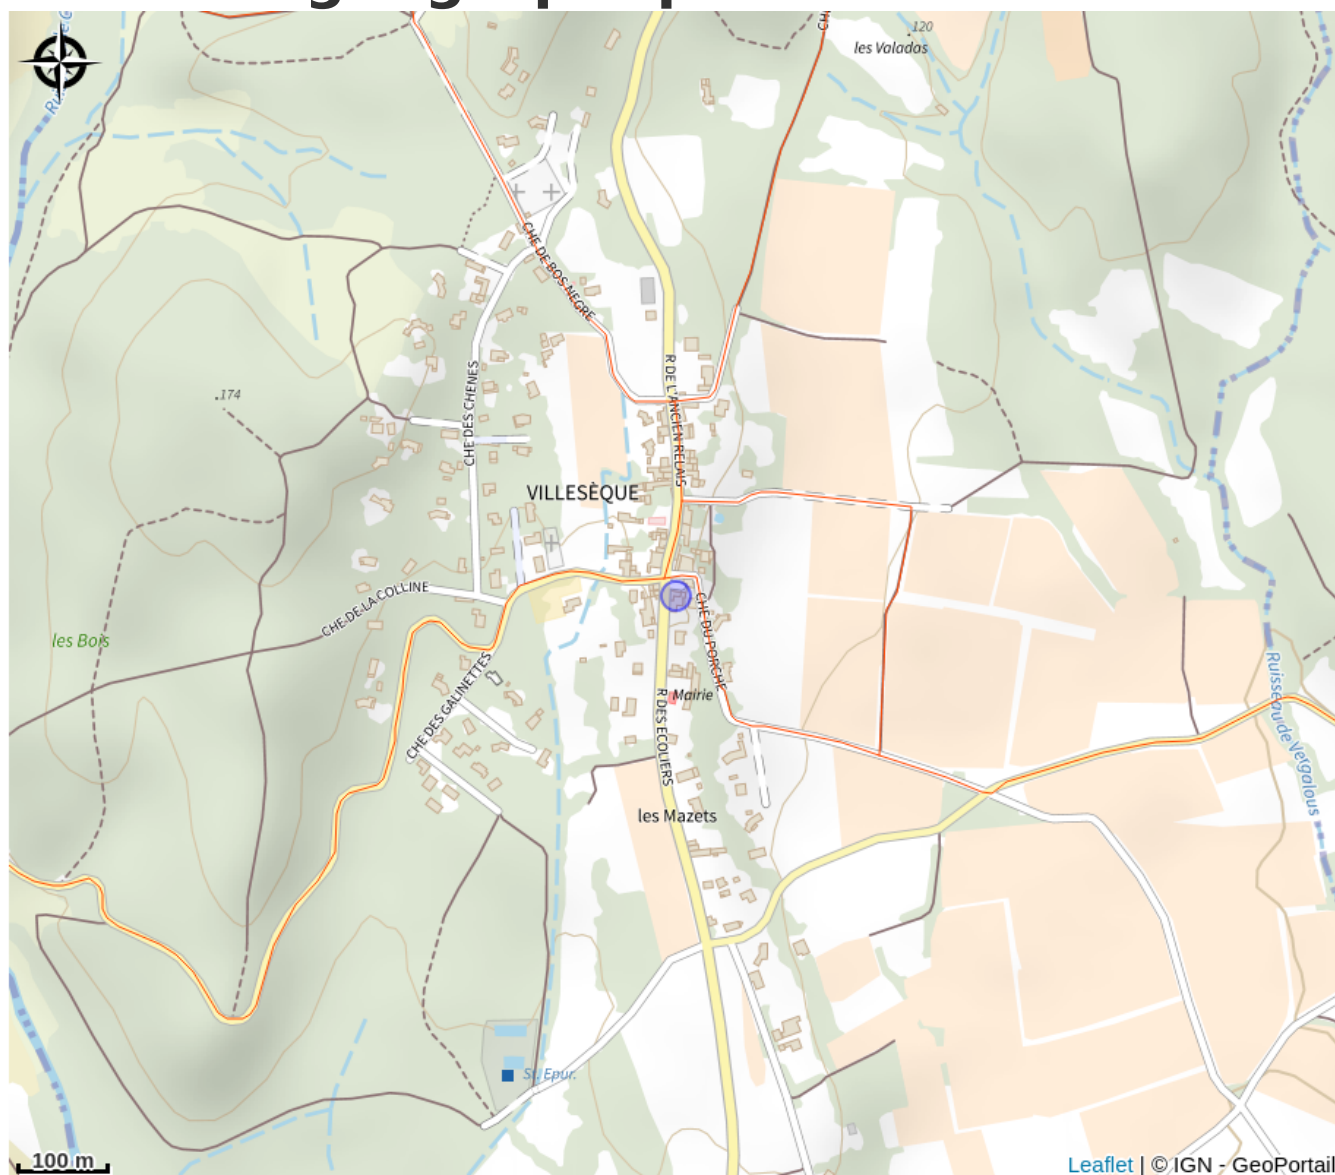 CH
120
les Valados
CHE DE BOS NEGRE
R DE L'ANCIEN RELAIS
CHE DES CHENES
174
VILLESÈQUE
CHE DE LA COLLINE
les Bois
CHE DU PORCHE
CHE DES GALINETTES
Mairie
R DES ECOLIERS
Ruisseau de Vergalous
les Mazets
St. Epur.
100 m
Leaflet | © IGN - GeoPortail